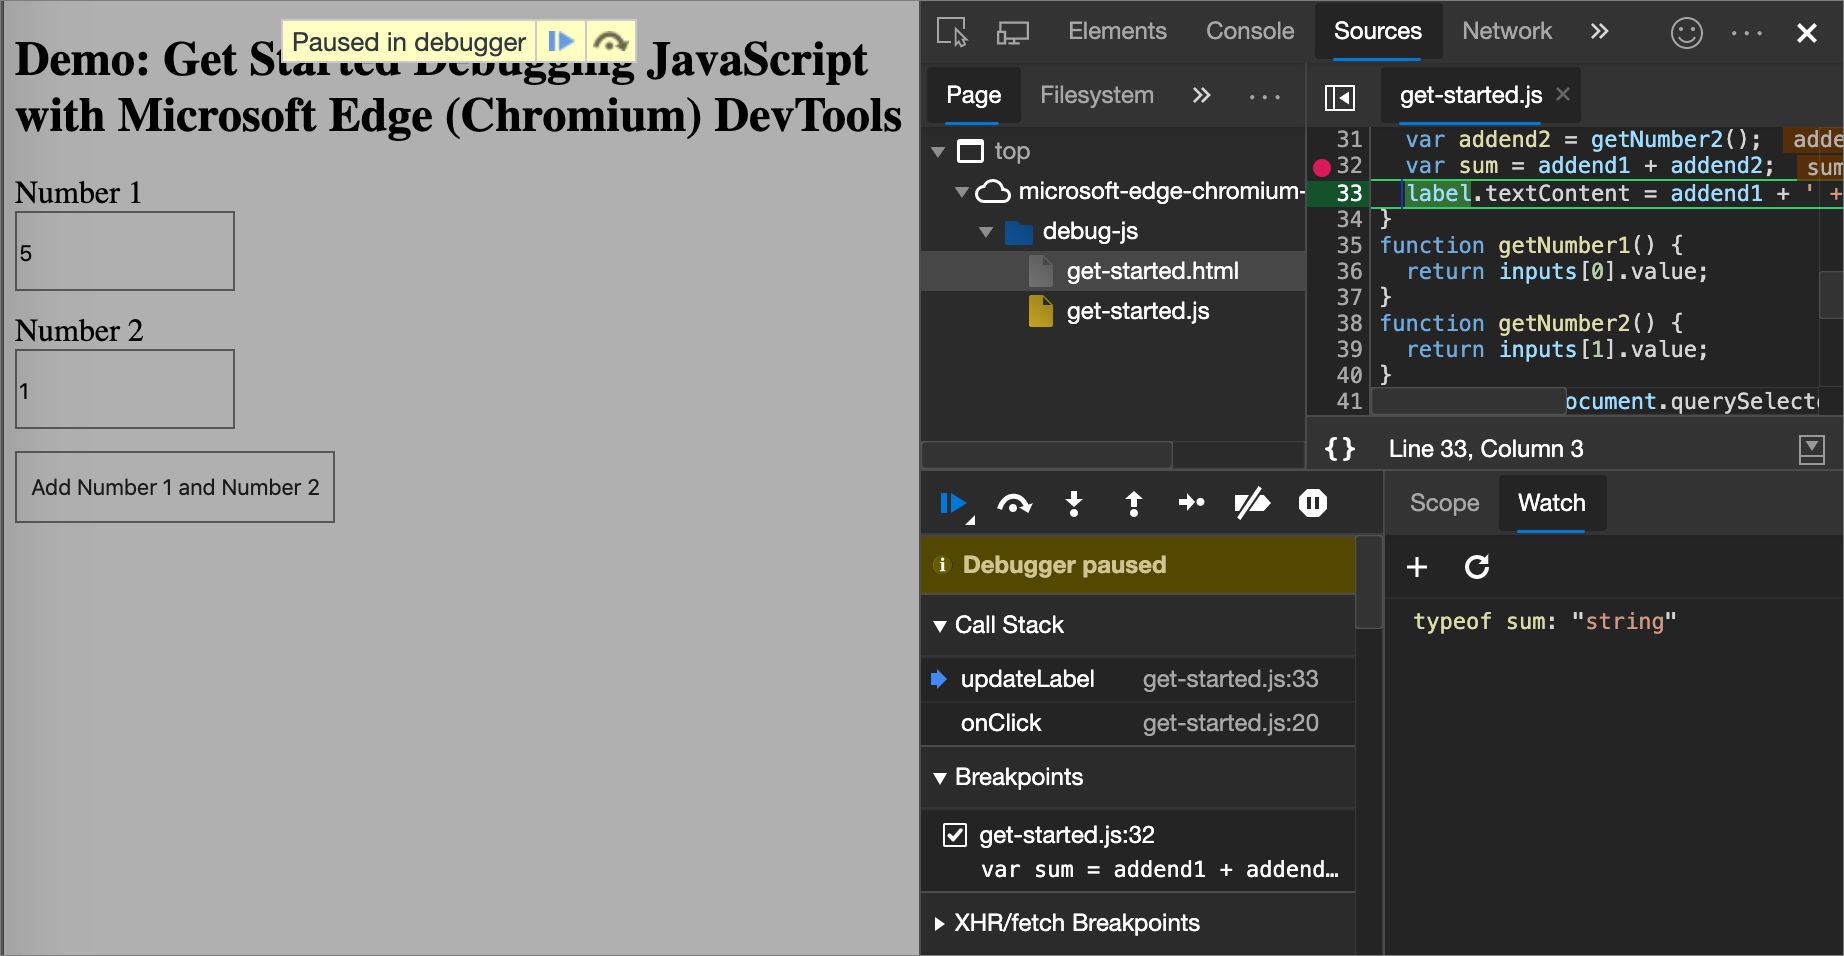 Paused in debugger
Demo: Get Started Debugging JavaScript
with Microsoft Edge (Chromium) DevTools
Number 1
5
Number 2
1
Add Number 1 and Number 2
Elements Console Sources Network
Page Filesystem
get-started.js
top
microsoft-edge-chromium-
debug-js
get-started.html
get-started.js
31 var addend2 = getNumber2(); adde
32 var sum = addend1 + addend2; sum
33 label.textContent = addend1 + ' +
34 }
35 function getNumber1() {
36 return inputs[0].value;
37 }
38 function getNumber2() {
39 return inputs[1].value;
40 }
41 ocument.querySelect
{} Line 33, Column 3
Scope Watch
Debugger paused
Call Stack
updateLabel get-started.js:33
onClick get-started.js:20
Breakpoints
get-started.js:32
var sum = addend1 + addend…
XHR/fetch Breakpoints
typeof sum: "string"